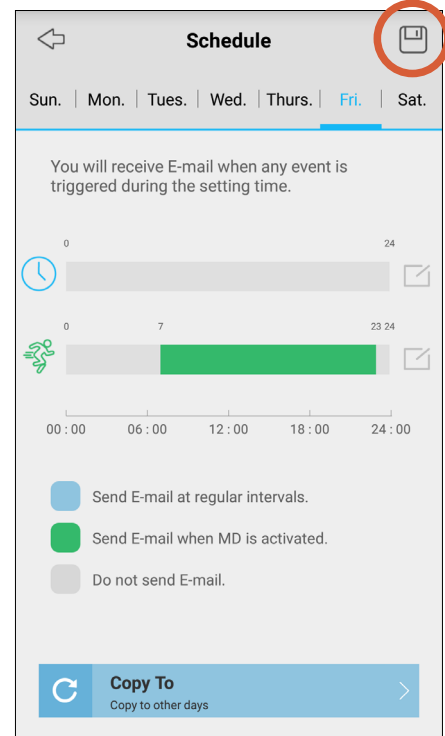 Schedule
Sun. | Mon. | Tues. | Wed. | Thurs. | Fri. | Sat.
You will receive E-mail when any event is
triggered during the setting time.
0 24
0 7 23 24
00 : 00 06 : 00 12 : 00 18 : 00 24 : 00
Send E-mail at regular intervals.
Send E-mail when MD is activated.
Do not send E-mail.
Copy To
Copy to other days